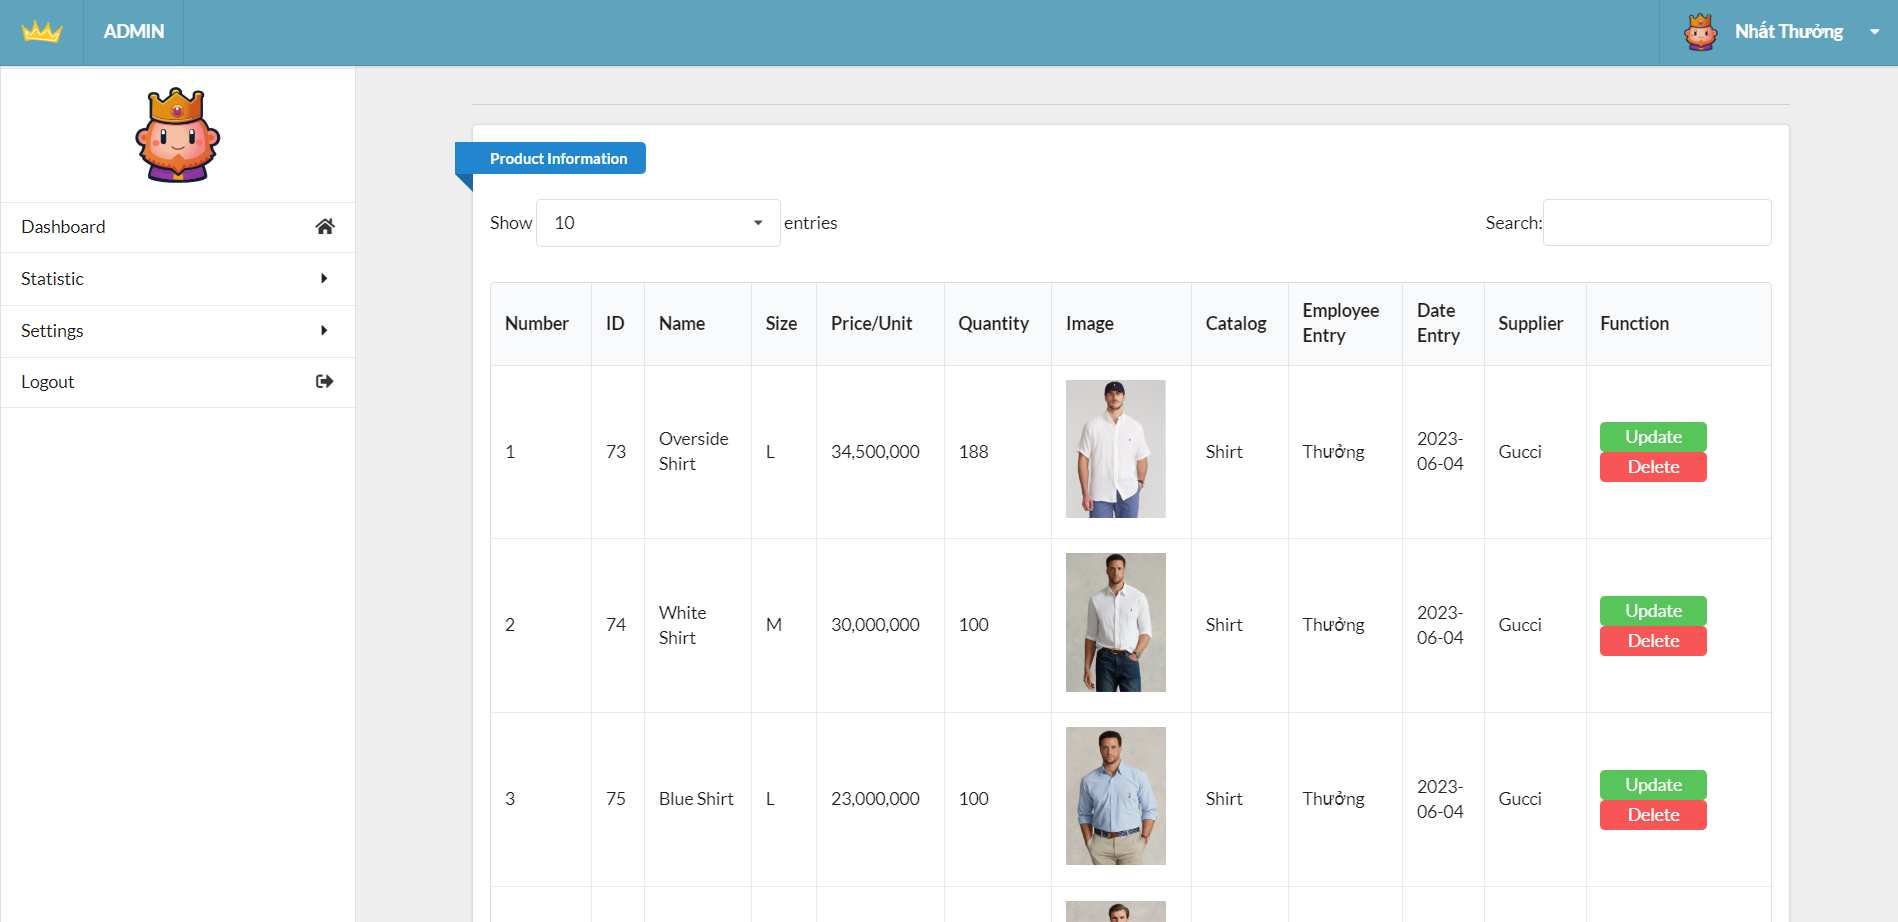 ADMIN
Nhất Thưởng
Product Information
Dashboard
Statistic
Settings
Logout
Show 10 entries
Search:
Number ID Name Size Price/Unit Quantity Image Catalog Employee Entry Date Entry Supplier Function
1 73 Overside Shirt L 34,500,000 188 Shirt Thưởng 2023-06-04 Gucci Update Delete
2 74 White Shirt M 30,000,000 100 Shirt Thưởng 2023-06-04 Gucci Update Delete
3 75 Blue Shirt L 23,000,000 100 Shirt Thưởng 2023-06-04 Gucci Update Delete